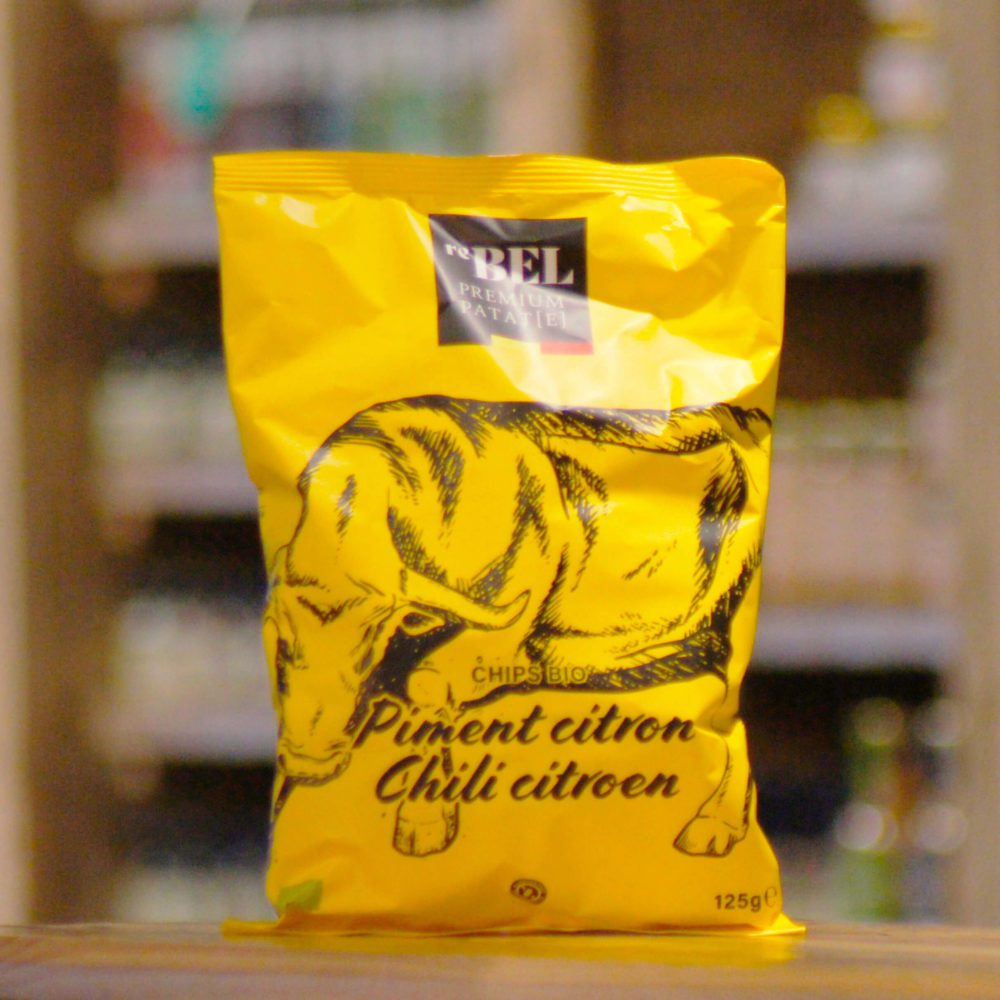 reBEL
PREMIUM
PATAT[E]
CHIPS BIO
Piment citron
Chili citroen
125g℮